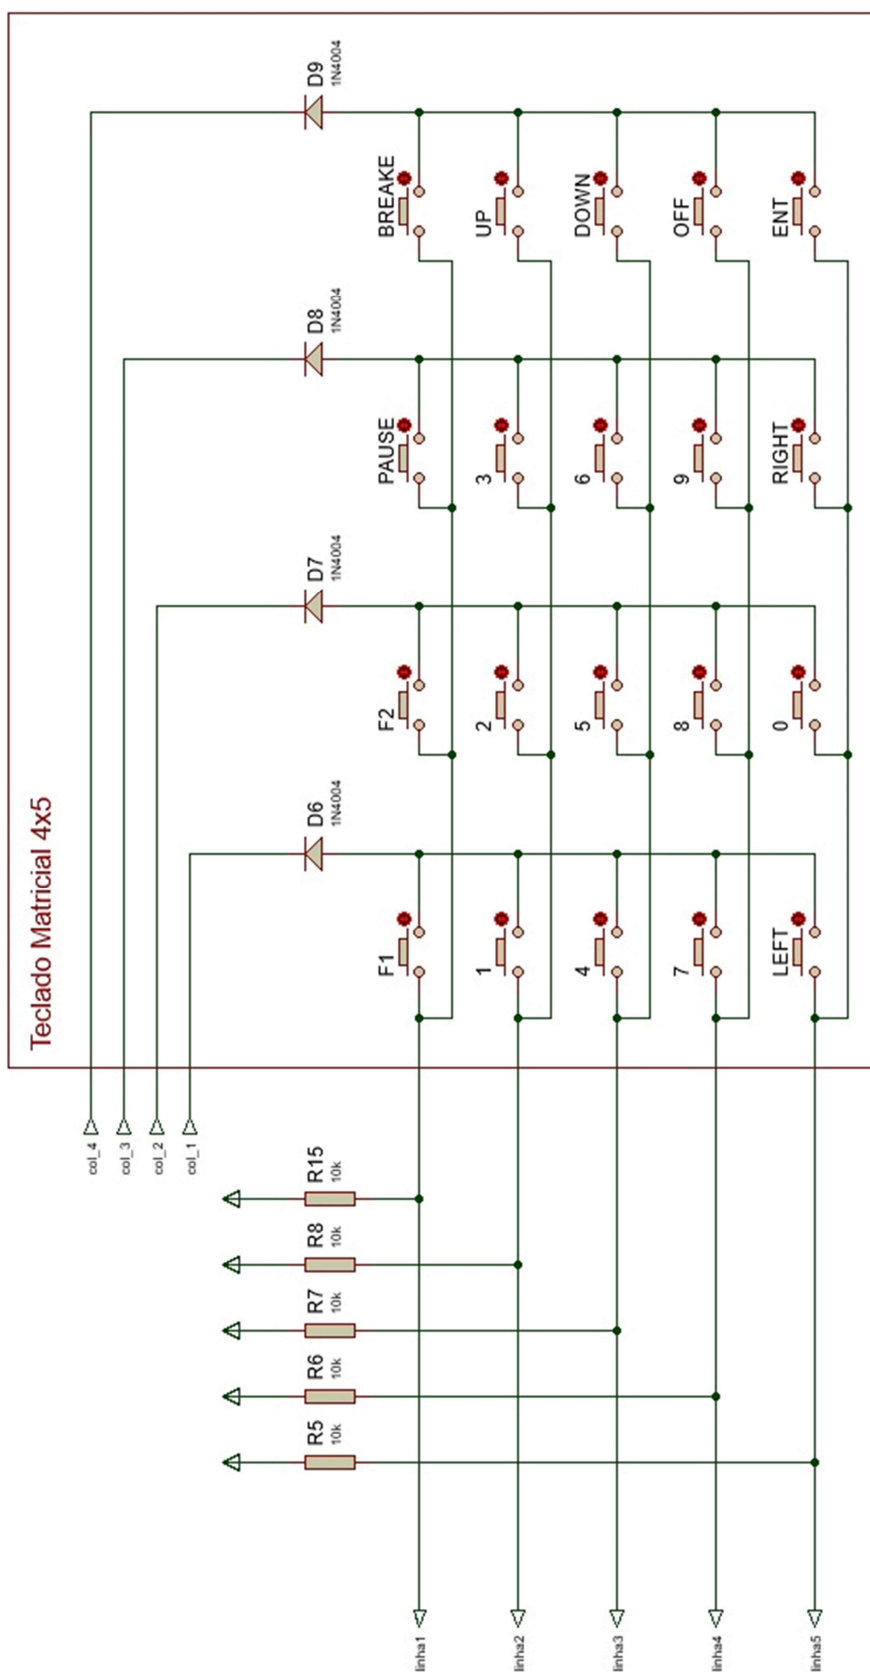 Teclado Matricial 4x5
col_4
col_3
col_2
col_1
R5
10k
R6
10k
R7
10k
R8
10k
R15
10k
D6
1N4004
D7
1N4004
D8
1N4004
D9
1N4004
F1
F2
PAUSE
BREAKE
linha1
1
2
3
UP
linha2
4
5
6
DOWN
linha3
7
8
9
OFF
linha4
LEFT
0
RIGHT
ENT
linha5